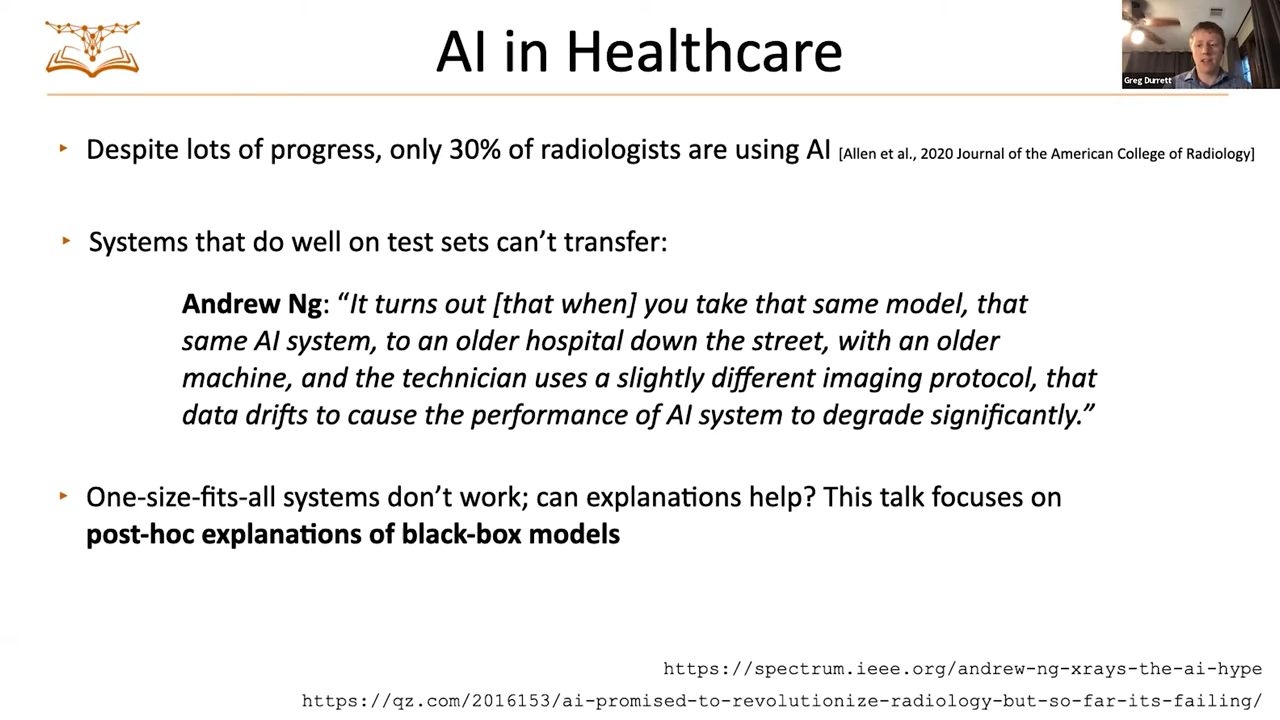 AI in Healthcare
Greg Durrett
‣ Despite lots of progress, only 30% of radiologists are using AI [Allen et al., 2020 Journal of the American College of Radiology]
‣ Systems that do well on test sets can’t transfer:
Andrew Ng: “It turns out [that when] you take that same model, that
same AI system, to an older hospital down the street, with an older
machine, and the technician uses a slightly different imaging protocol, that
data drifts to cause the performance of AI system to degrade significantly.”
‣ One-size-fits-all systems don’t work; can explanations help? This talk focuses on
post-hoc explanations of black-box models
https://spectrum.ieee.org/andrew-ng-xrays-the-ai-hype
https://qz.com/2016153/ai-promised-to-revolutionize-radiology-but-so-far-its-failing/